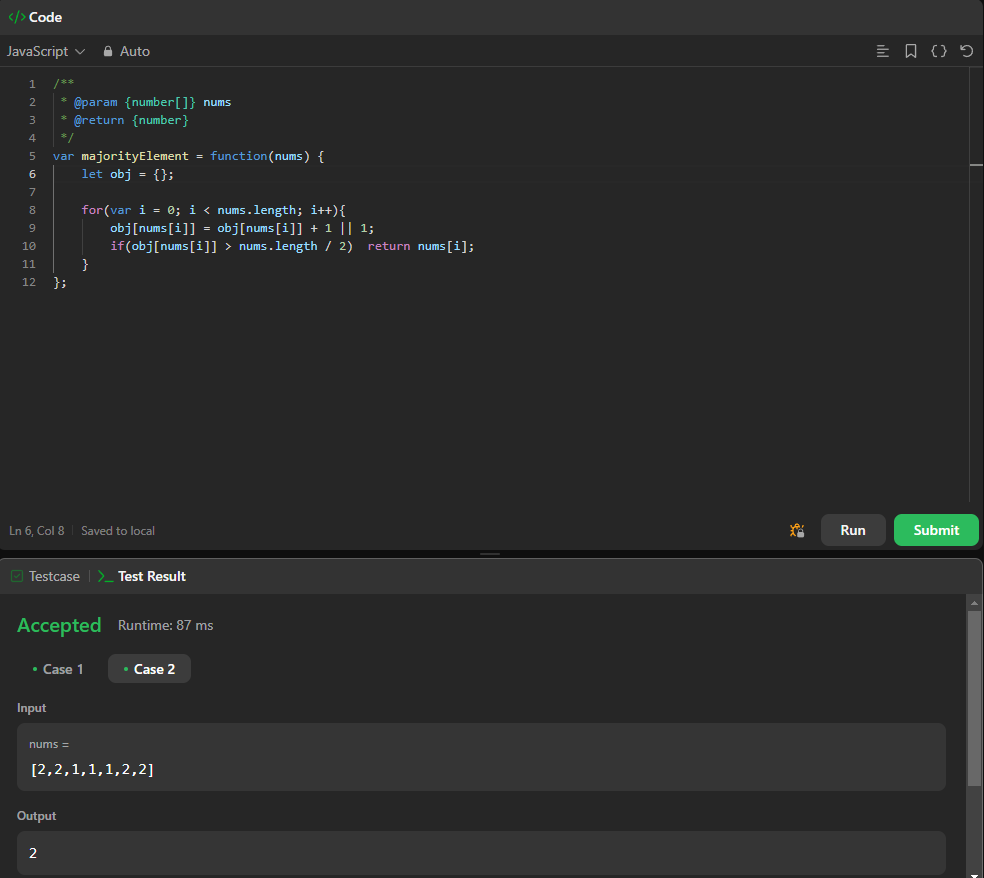 </> Code
JavaScript Auto
1 /**
2  * @param {number[]} nums
3  * @return {number}
4  */
5 var majorityElement = function(nums) {
6     let obj = {};
7
8     for(var i = 0; i < nums.length; i++){
9         obj[nums[i]] = obj[nums[i]] + 1 || 1;
10         if(obj[nums[i]] > nums.length / 2)  return nums[i];
11     }
12 };
Ln 6, Col 8 | Saved to local
Run Submit
Testcase | >_ Test Result
Accepted Runtime: 87 ms
• Case 1 • Case 2
Input
nums =
[2,2,1,1,1,2,2]
Output
2